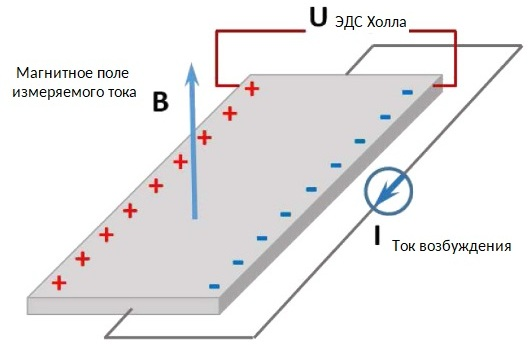 U ЭДС Холла
Магнитное поле
измеряемого тока
B
+ + + + + + + + +
- - - - - - - - -
I Ток возбуждения